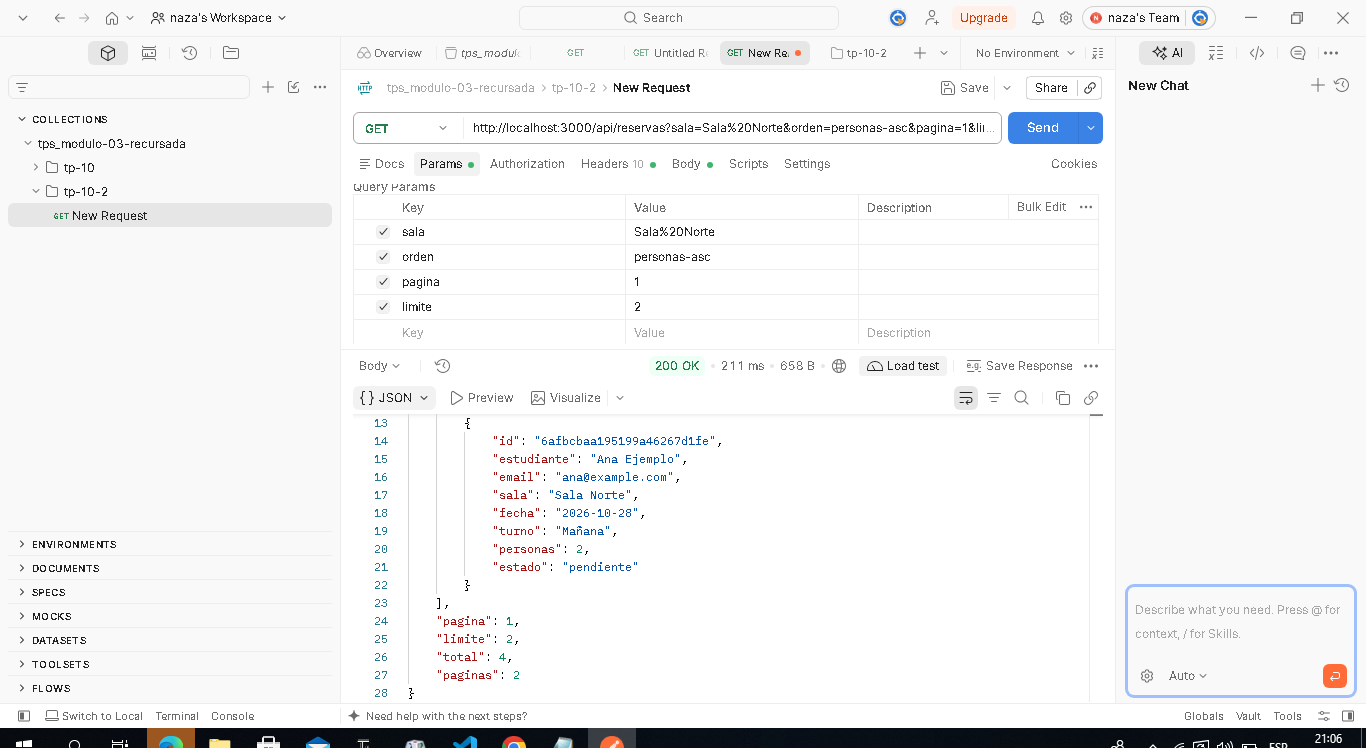 naza's Workspace
Search
Upgrade
N naza's Team
Overview
tps_modulo
GET
GET Untitled R
GET New Re.
tp-10-2
No Environment
AI
New Chat
COLLECTIONS
tps_modulo-03-recursada
tp-10
tp-10-2
GET New Request
ENVIRONMENTS
DOCUMENTS
SPECS
MOCKS
DATASETS
TOOLSETS
FLOWS
HTTP tps_modulo-03-recursada > tp-10-2 > New Request
Save
Share
GET
http://localhost:3000/api/reservas?sala=Sala%20Norte&orden=personas-asc&pagina=1&li...
Send
Docs Params Authorization Headers 10 Body Scripts Settings
Cookies
Query Params
Key Value Description Bulk Edit
sala Sala%20Norte
orden personas-asc
pagina 1
limite 2
Key Value Description
Body
200 OK • 211 ms • 658 B
Load test
e.g. Save Response
{} JSON
Preview
Visualize
13 {
14 "id": "6afbcbaa195199a46267d1fe",
15 "estudiante": "Ana Ejemplo",
16 "email": "ana@example.com",
17 "sala": "Sala Norte",
18 "fecha": "2026-10-28",
19 "turno": "Mañana",
20 "personas": 2,
21 "estado": "pendiente"
22 }
23 ],
24 "pagina": 1,
25 "limite": 2,
26 "total": 4,
27 "paginas": 2
28 }
Describe what you need. Press @ for
context, / for Skills.
Auto
Switch to Local
Terminal
Console
Need help with the next steps?
Globals
Vault
Tools
ESP
21:06